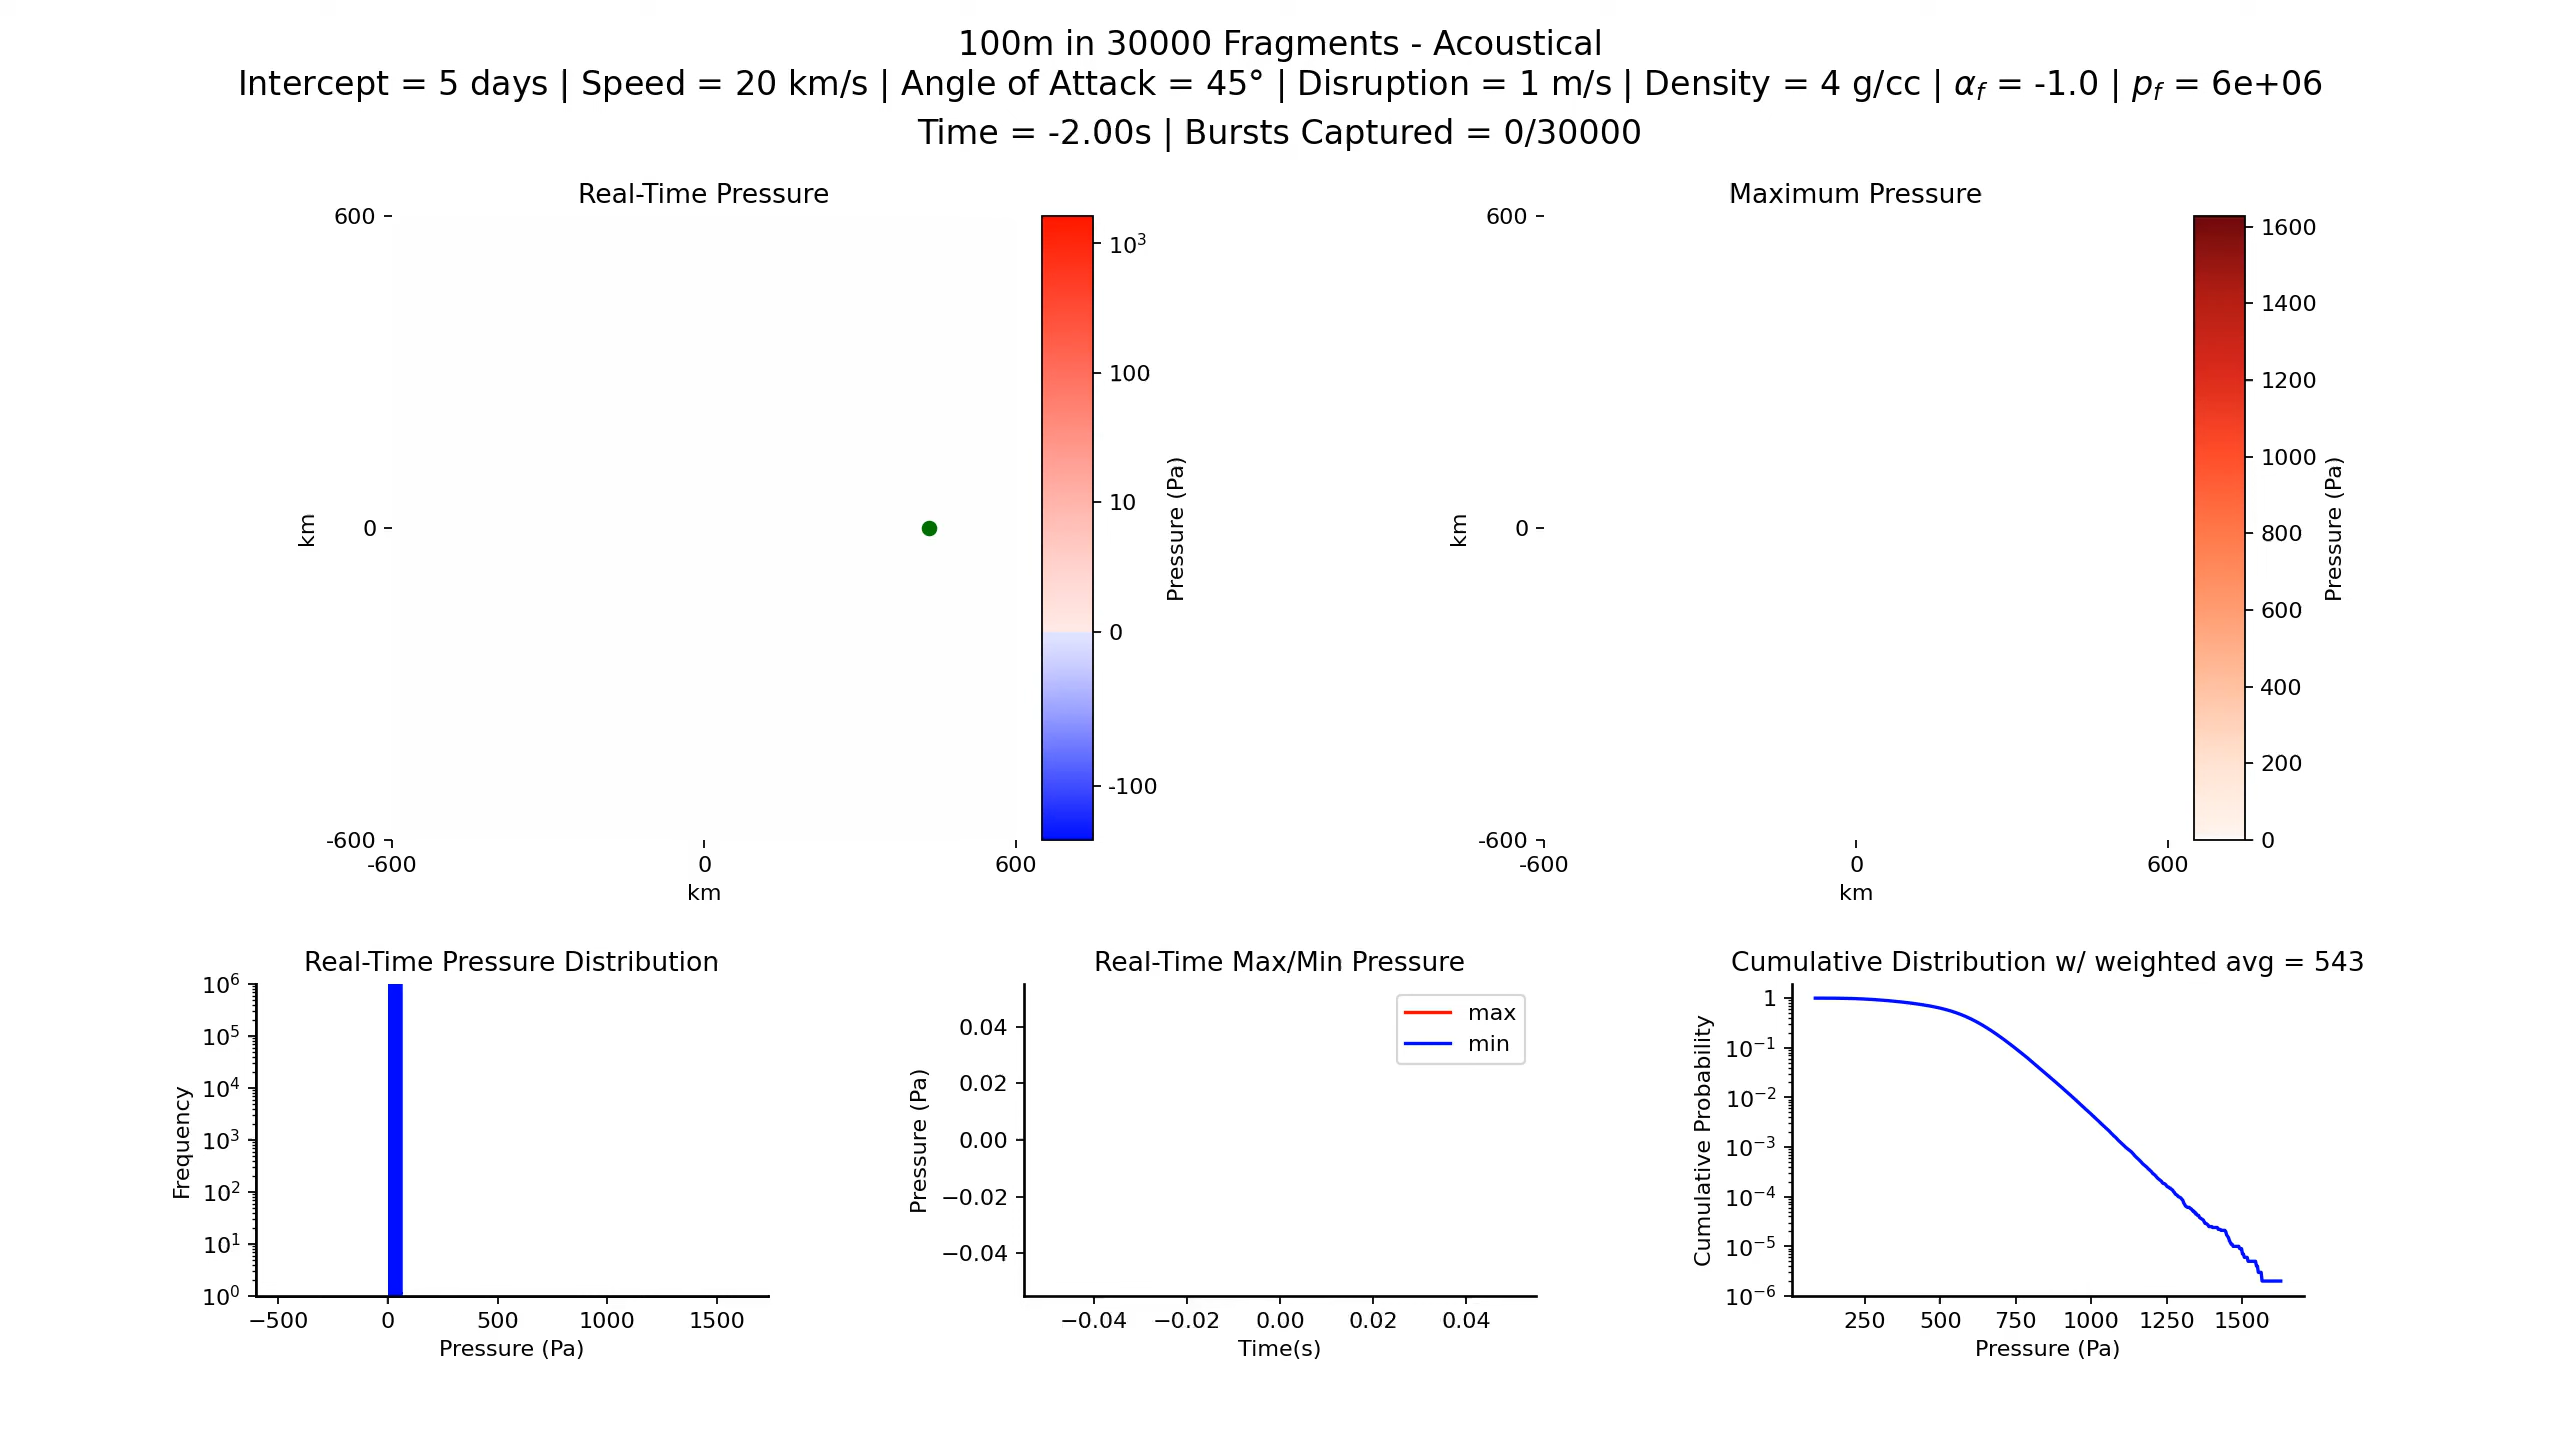 100m in 30000 Fragments - Acoustical
Intercept = 5 days | Speed = 20 km/s | Angle of Attack = 45° | Disruption = 1 m/s | Density = 4 g/cc | α_f = -1.0 | p_f = 6e+06
Time = -2.00s | Bursts Captured = 0/30000
Real-Time Pressure
600
0
-600
km
-600
0
600
km
10³
100
10
0
-100
Pressure (Pa)
Maximum Pressure
600
0
-600
km
-600
0
600
km
1600
1400
1200
1000
800
600
400
200
0
Pressure (Pa)
Real-Time Pressure Distribution
10⁶
10⁵
10⁴
10³
10²
10¹
10⁰
Frequency
−500
0
500
1000
1500
Pressure (Pa)
Real-Time Max/Min Pressure
max
min
0.04
0.02
0.00
−0.02
−0.04
Pressure (Pa)
−0.04
−0.02
0.00
0.02
0.04
Time(s)
Cumulative Distribution w/ weighted avg = 543
1
10⁻¹
10⁻²
10⁻³
10⁻⁴
10⁻⁵
10⁻⁶
Cumulative Probability
250
500
750
1000
1250
1500
Pressure (Pa)